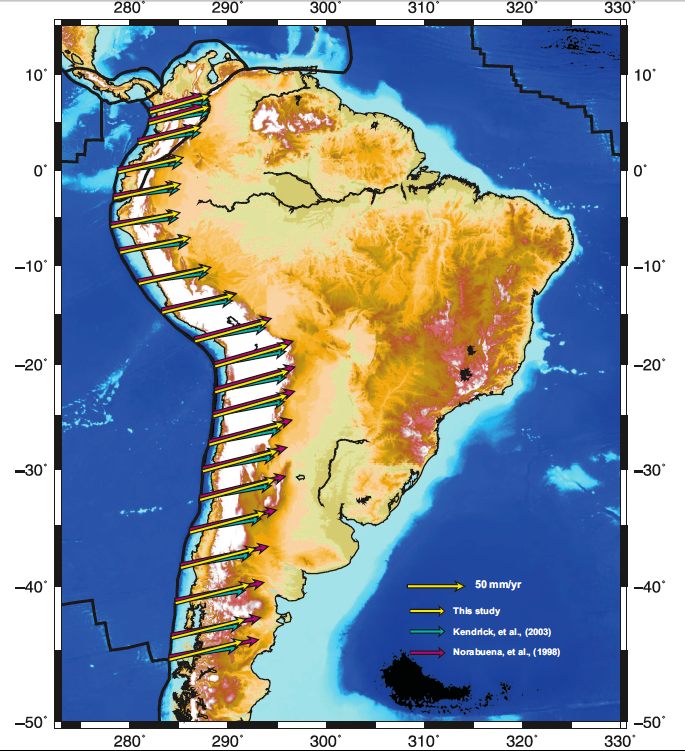 280° 290° 300° 310° 320° 330°
10° 10°
0° 0°
−10° −10°
−20° −20°
−30° −30°
−40° −40°
−50° −50°
50 mm/yr
This study
Kendrick, et al., (2003)
Norabuena, et al., (1998)
280° 290° 300° 310° 320° 330°